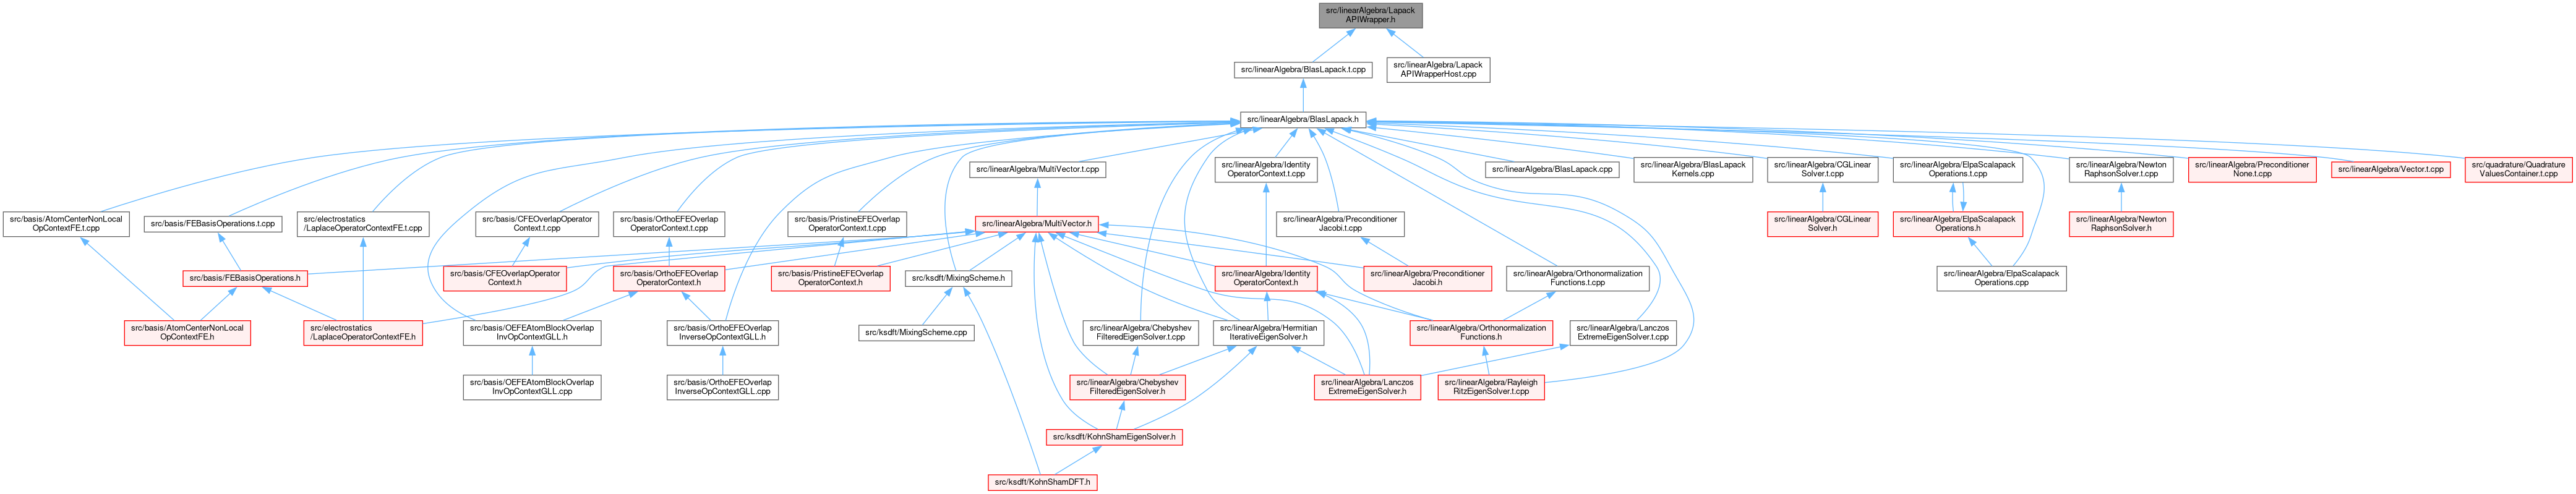 src/linearAlgebra/Lapack
APIWrapper.h
src/linearAlgebra/BlasLapack.t.cpp
src/linearAlgebra/Lapack
APIWrapperHost.cpp
src/linearAlgebra/BlasLapack.h
src/linearAlgebra/MultiVector.t.cpp
src/linearAlgebra/Identity
OperatorContext.t.cpp
src/linearAlgebra/BlasLapack.cpp
src/linearAlgebra/BlasLapack
Kernels.cpp
src/linearAlgebra/CGLinear
Solver.t.cpp
src/linearAlgebra/ElpaScalapack
Operations.t.cpp
src/linearAlgebra/Newton
RaphsonSolver.t.cpp
src/linearAlgebra/Preconditioner
None.t.cpp
src/linearAlgebra/Vector.t.cpp
src/quadrature/Quadrature
ValuesContainer.t.cpp
src/basis/AtomCenterNonLocal
OpContextFE.t.cpp
src/basis/FEBasisOperations.t.cpp
src/electrostatics
/LaplaceOperatorContextFE.t.cpp
src/basis/CFEOverlapOperator
Context.t.cpp
src/basis/OrthoEFEOverlap
OperatorContext.t.cpp
src/basis/PristineEFEOverlap
OperatorContext.t.cpp
src/linearAlgebra/MultiVector.h
src/linearAlgebra/Preconditioner
Jacobi.t.cpp
src/linearAlgebra/CGLinear
Solver.h
src/linearAlgebra/ElpaScalapack
Operations.h
src/linearAlgebra/Newton
RaphsonSolver.h
src/basis/FEBasisOperations.h
src/basis/CFEOverlapOperator
Context.h
src/basis/OrthoEFEOverlap
OperatorContext.h
src/basis/PristineEFEOverlap
OperatorContext.h
src/ksdft/MixingScheme.h
src/linearAlgebra/Identity
OperatorContext.h
src/linearAlgebra/Preconditioner
Jacobi.h
src/linearAlgebra/Orthonormalization
Functions.t.cpp
src/linearAlgebra/ElpaScalapack
Operations.cpp
src/basis/AtomCenterNonLocal
OpContextFE.h
src/electrostatics
/LaplaceOperatorContextFE.h
src/basis/OEFEAtomBlockOverlap
InvOpContextGLL.h
src/basis/OrthoEFEOverlap
InverseOpContextGLL.h
src/ksdft/MixingScheme.cpp
src/linearAlgebra/Chebyshev
FilteredEigenSolver.t.cpp
src/linearAlgebra/Hermitian
IterativeEigenSolver.h
src/linearAlgebra/Orthonormalization
Functions.h
src/linearAlgebra/Lanczos
ExtremeEigenSolver.t.cpp
src/basis/OEFEAtomBlockOverlap
InvOpContextGLL.cpp
src/basis/OrthoEFEOverlap
InverseOpContextGLL.cpp
src/linearAlgebra/Chebyshev
FilteredEigenSolver.h
src/linearAlgebra/Lanczos
ExtremeEigenSolver.h
src/linearAlgebra/Rayleigh
RitzEigenSolver.t.cpp
src/ksdft/KohnShamEigenSolver.h
src/ksdft/KohnShamDFT.h